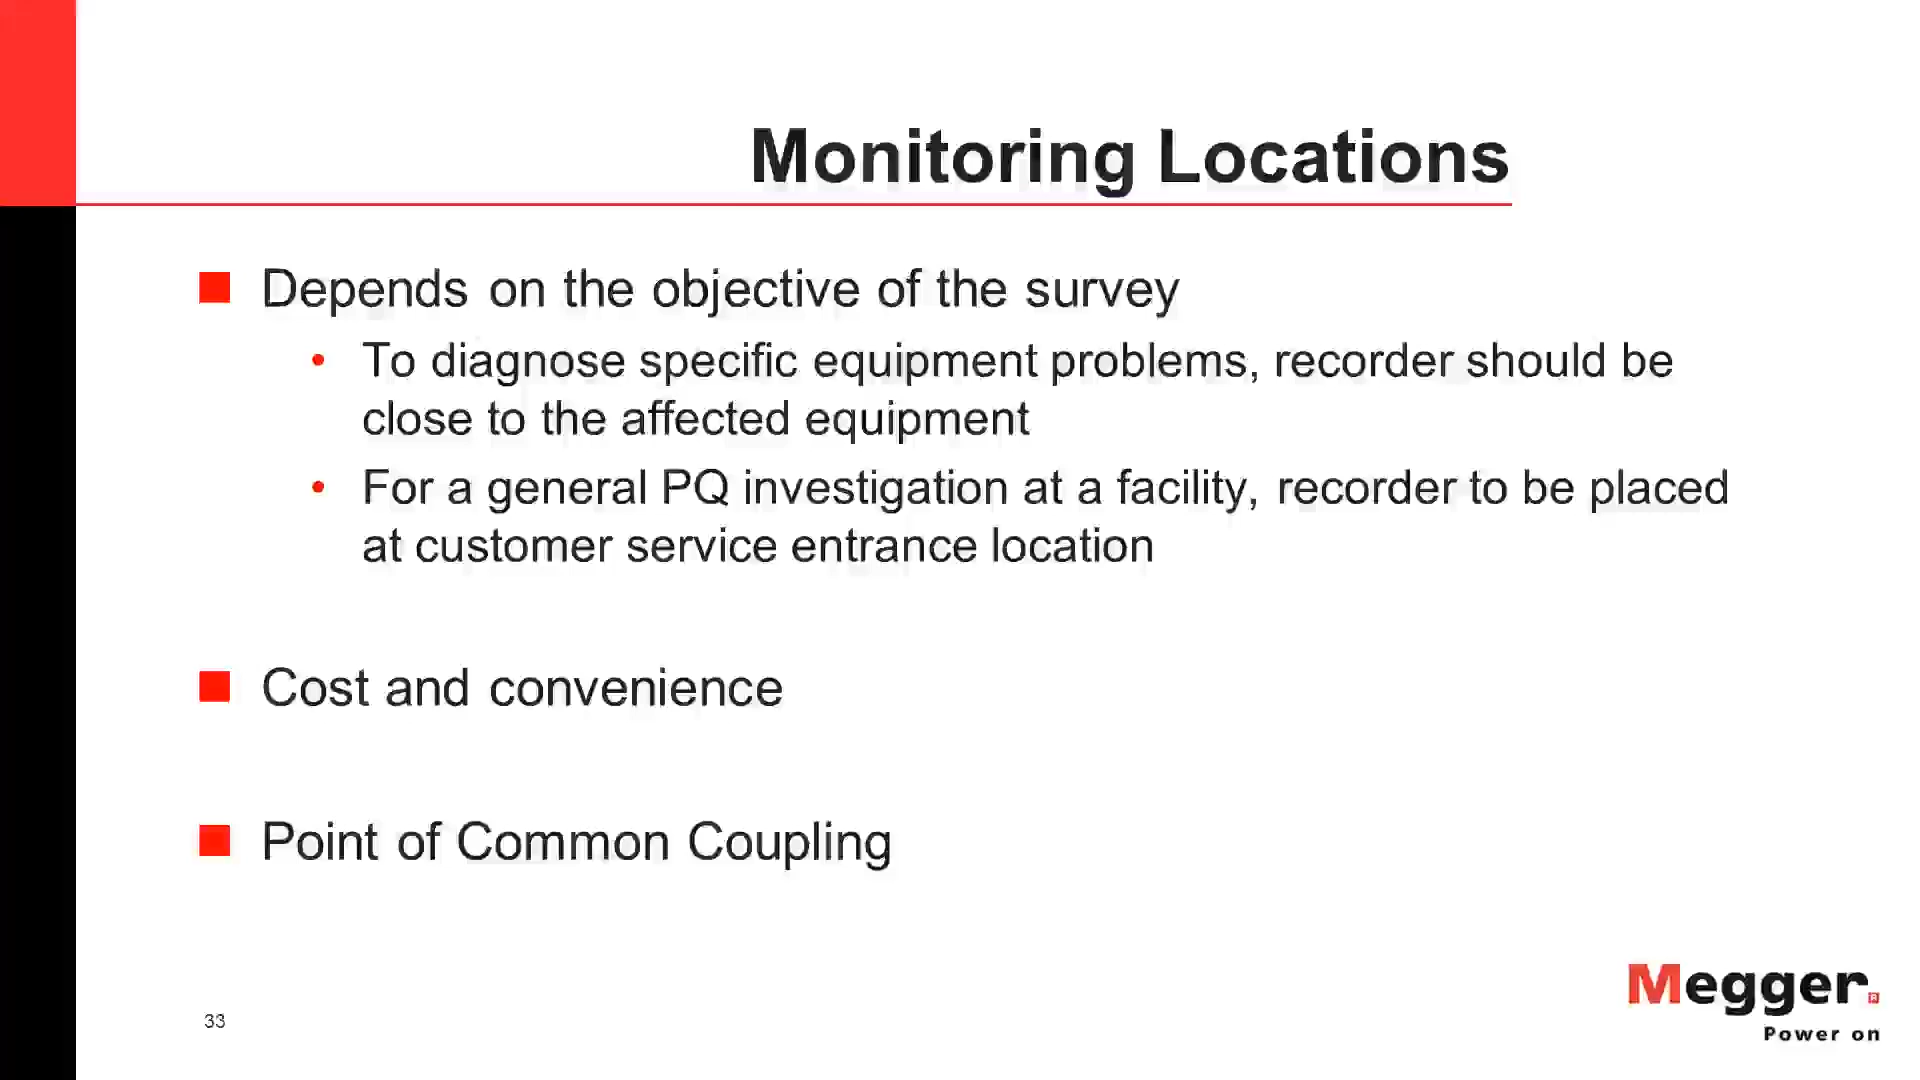 Monitoring Locations
Depends on the objective of the survey
• To diagnose specific equipment problems, recorder should be
close to the affected equipment
• For a general PQ investigation at a facility, recorder to be placed
at customer service entrance location
Cost and convenience
Point of Common Coupling
Megger®
Power on
33